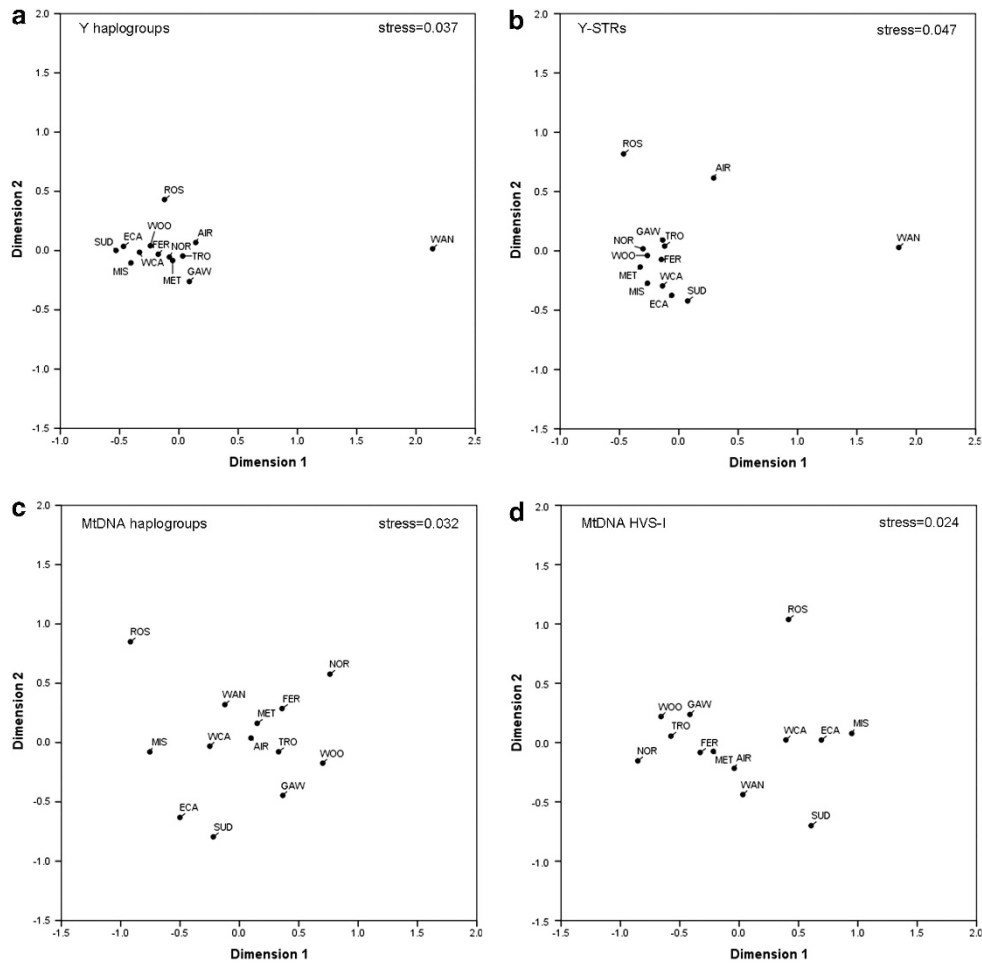 a
Y haplogroups
stress=0.037
2.0
1.5
1.0
0.5
0.0
-0.5
-1.0
-1.5
Dimension 2
ROS
WOO
AIR
SUD
ECA
FER
NOR
WAN
MIS
WCA
TRO
MET
GAW
-1.0
-0.5
0.0
0.5
1.0
1.5
2.0
2.5
Dimension 1
b
Y-STRs
stress=0.047
2.0
1.5
1.0
0.5
0.0
-0.5
-1.0
-1.5
Dimension 2
ROS
AIR
GAW
TRO
NOR
WAN
WOO
FER
MET
WCA
MIS
SUD
ECA
-1.0
-0.5
0.0
0.5
1.0
1.5
2.0
2.5
Dimension 1
c
MtDNA haplogroups
stress=0.032
2.0
1.5
1.0
0.5
0.0
-0.5
-1.0
-1.5
Dimension 2
ROS
NOR
WAN
FER
MET
MIS
WCA
AIR
TRO
WOO
GAW
ECA
SUD
-1.5
-1.0
-0.5
0.0
0.5
1.0
1.5
2.0
Dimension 1
d
MtDNA HVS-I
stress=0.024
2.0
1.5
1.0
0.5
0.0
-0.5
-1.0
-1.5
Dimension 2
ROS
WOO
GAW
TRO
WCA
ECA
MIS
NOR
FER
MET
AIR
WAN
SUD
-1.5
-1.0
-0.5
0.0
0.5
1.0
1.5
2.0
Dimension 1